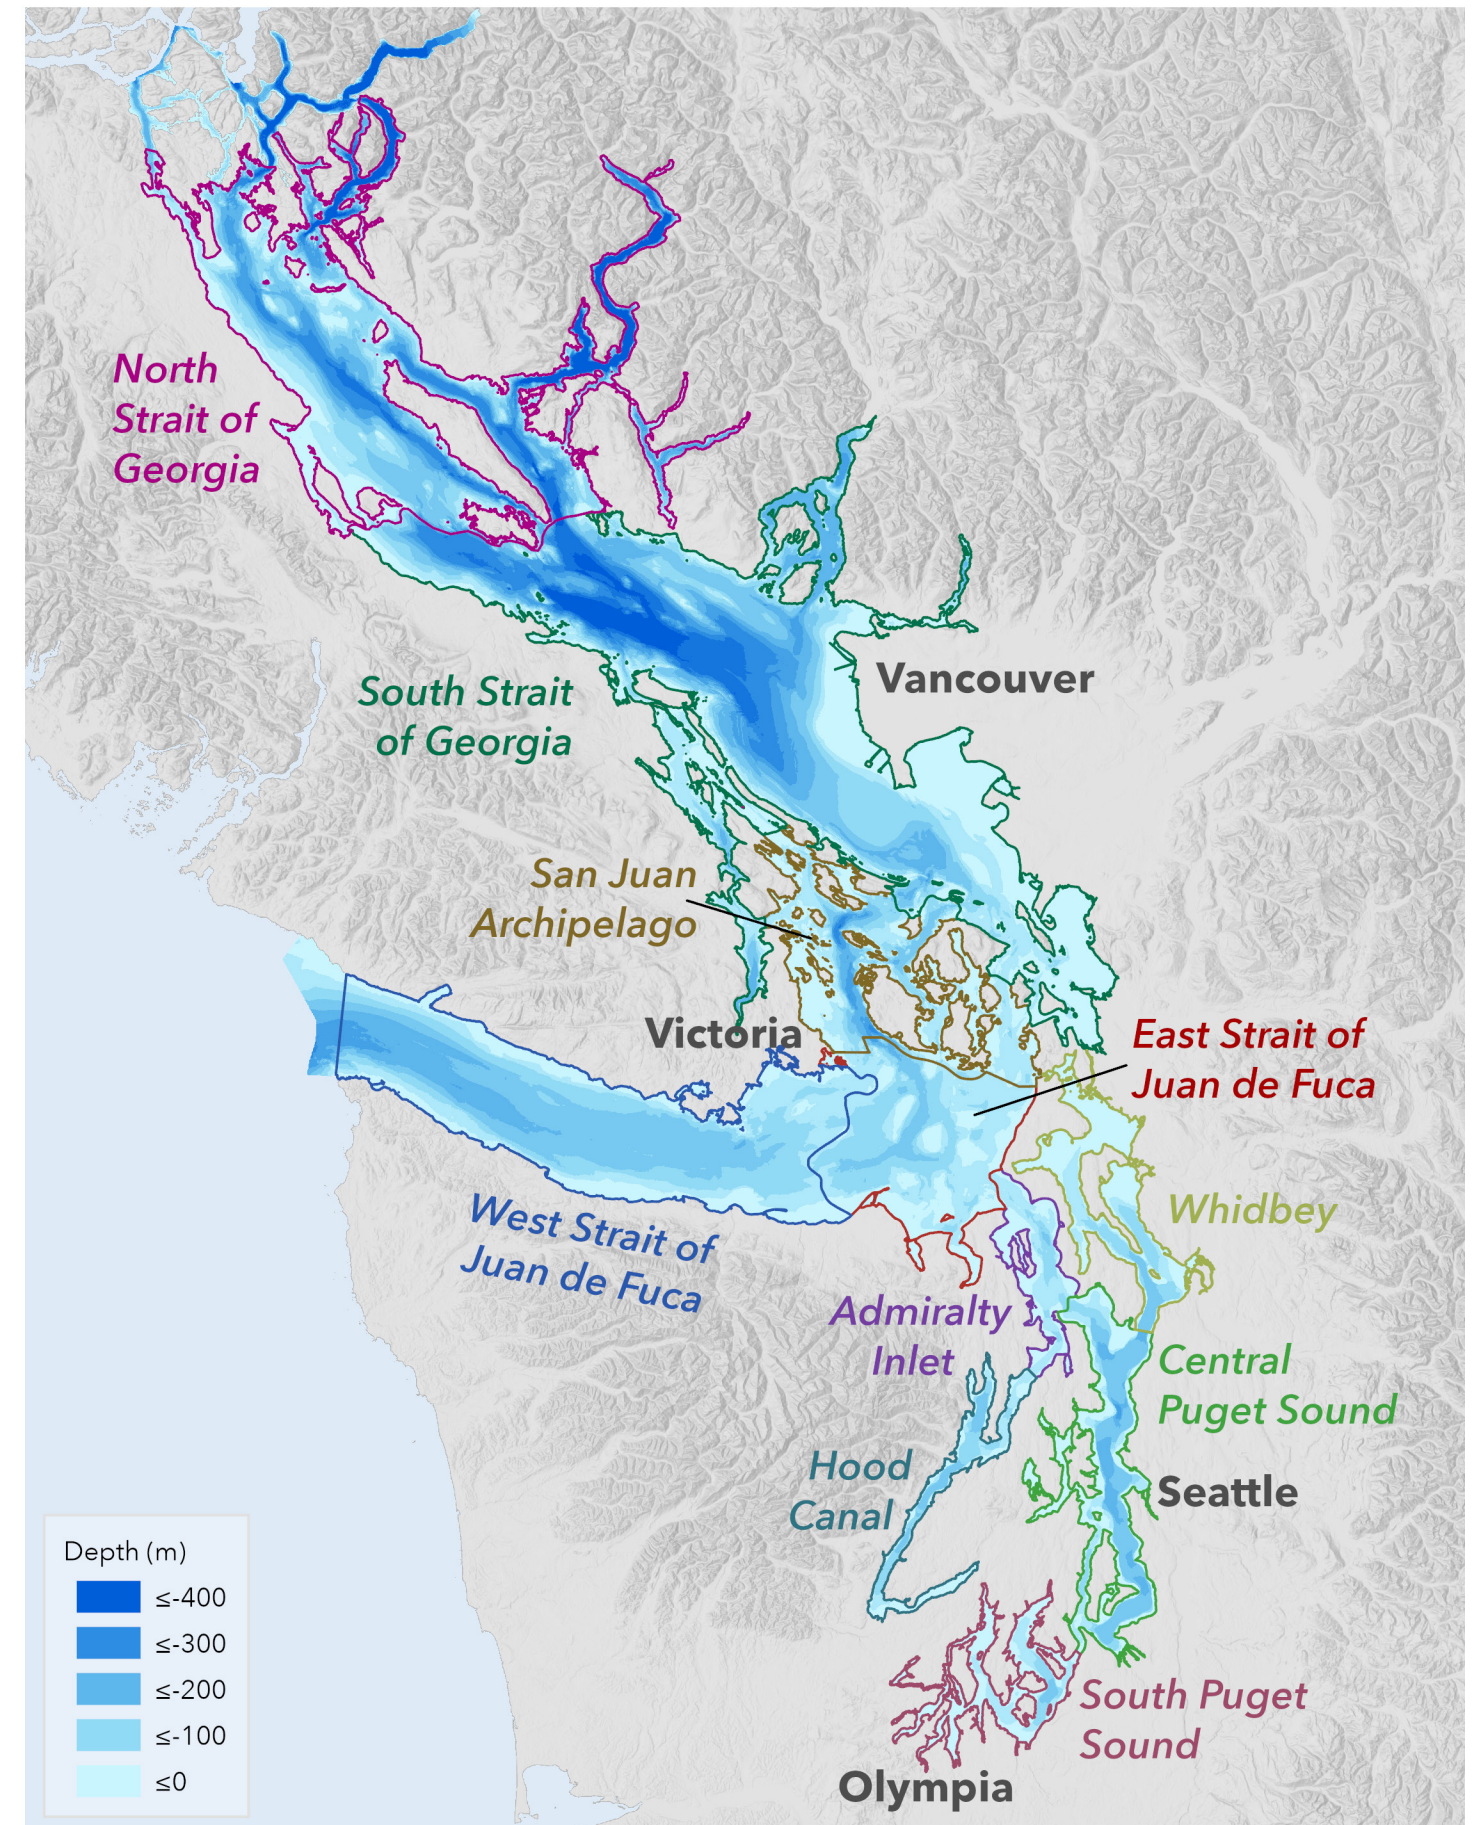 North
Strait of
Georgia
South Strait
of Georgia
Vancouver
San Juan
Archipelago
Victoria
East Strait of
Juan de Fuca
West Strait of
Juan de Fuca
Whidbey
Admiralty
Inlet
Central
Puget Sound
Hood
Canal
Seattle
South Puget
Sound
Olympia
Depth (m)
≤-400
≤-300
≤-200
≤-100
≤0